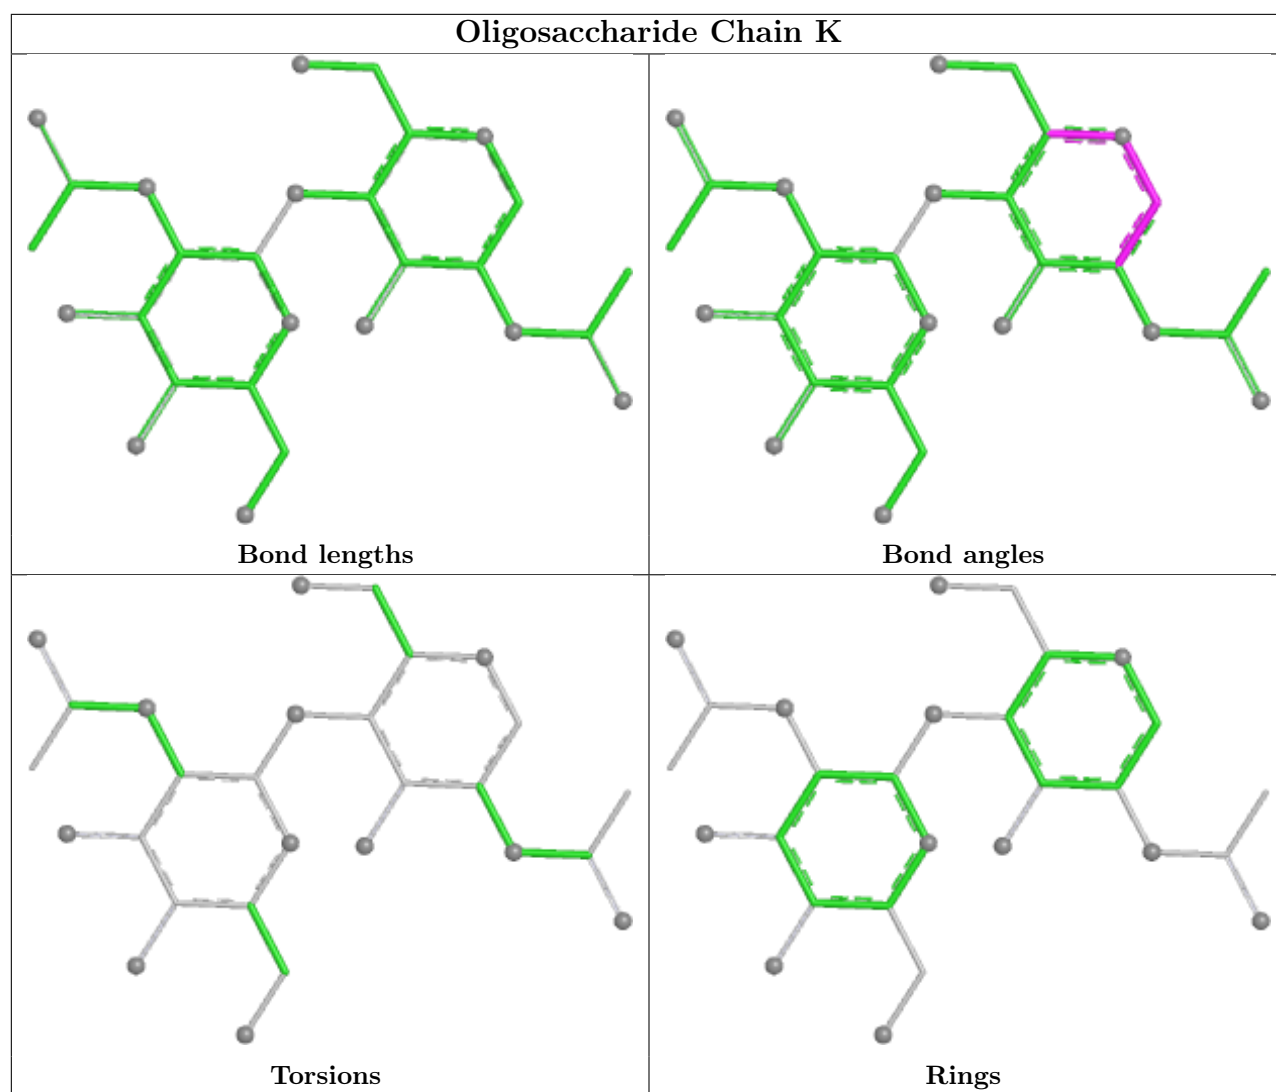 Oligosaccharide Chain K
Bond lengths
Bond angles
Torsions
Rings